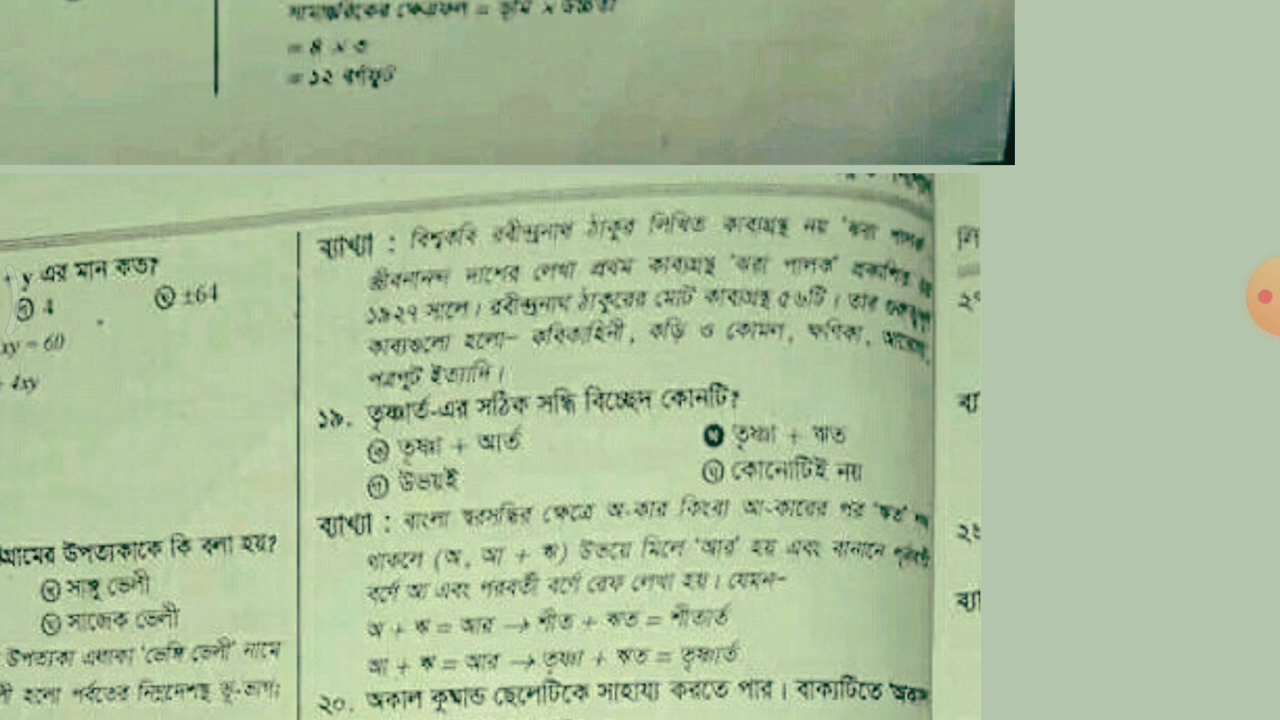 সামান্তরিকের ক্ষেত্রফল = ভূমি × উচ্চতা
= ৪ × ৩
= ১২ বর্গফুট
y এর মান কত?
4
ঘ ±64
xy = 60
4xy
গ্রামের উপত্যকাকে কি বলা হয়?
খ সাঙ্গু ভেলী
ঘ সাজেক ভেলী
উপত্যকা এলাকা 'ভেঙ্গি ভেলী' নামে
হলো পর্বতের নিম্নদেশস্থ ভূ-ভাগ;
ব্যাখ্যা : বিশ্বকবি রবীন্দ্রনাথ ঠাকুর লিখিত কাব্যগ্রন্থ নয় 'ঝরা পালক
জীবনানন্দ দাশের লেখা প্রথম কাব্যগ্রন্থ 'ঝরা পালক' প্রকাশিত হয়
১৯২৭ সালে। রবীন্দ্রনাথ ঠাকুরের মোট কাব্যগ্রন্থ ৫৬টি। তার
কাব্যগুলো হলো– কবিকাহিনী, কড়ি ও কোমল, ক্ষণিকা,
পত্রপুট ইত্যাদি।
১৯. তৃষ্ণার্ত-এর সঠিক সন্ধি বিচ্ছেদ কোনটি?
ক তৃষ্ণা + আর্ত
তৃষ্ণা + ঋত
গ উভয়ই
ঘ কোনোটিই নয়
ব্যাখ্যা : বাংলা স্বরসন্ধির ক্ষেত্রে অ-কার কিংবা আ-কারের পর 'ঋত'
থাকলে (অ, আ + ঋ) উভয়ে মিলে 'আর' হয় এবং বানানে পূর্ববর্তী
বর্ণে আ এবং পরবর্তী বর্ণে রেফ লেখা হয়। যেমন–
অ + ঋ = আর → শীত + ঋত = শীতার্ত
আ + ঋ = আর → তৃষ্ণা + ঋত = তৃষ্ণার্ত
২০. অকাল কুষ্মান্ড ছেলেটিকে সাহায্য করতে পার। বাক্যটিতে